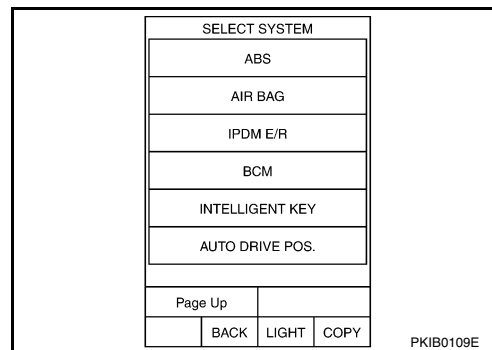 SELECT SYSTEM
ABS
AIR BAG
IPDM E/R
BCM
INTELLIGENT KEY
AUTO DRIVE POS.
Page Up
BACK LIGHT COPY
PKIB0109E